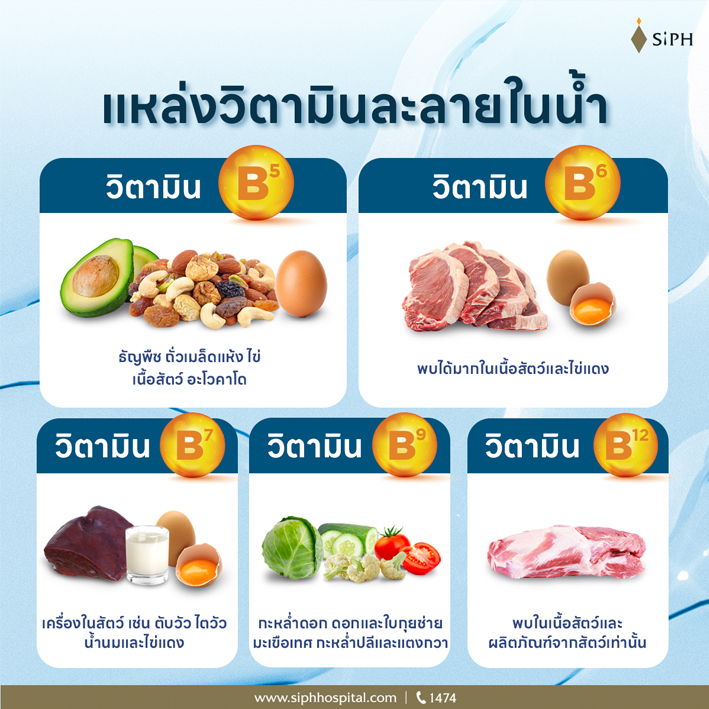 SiPH
แหล่งวิตามินละลายในน้ำ
วิตามิน B5
วิตามิน B6
ธัญพืช ถั่วเมล็ดแห้ง ไข่
เนื้อสัตว์ อะโวคาโด
พบได้มากในเนื้อสัตว์และไข่แดง
วิตามิน B7
วิตามิน B9
วิตามิน B12
เครื่องในสัตว์ เช่น ตับวัว ไตวัว
น้ำนมและไข่แดง
กะหล่ำดอก ดอกและใบกุยช่าย
มะเขือเทศ กะหล่ำปลีและแตงกวา
พบในเนื้อสัตว์และ
ผลิตภัณฑ์จากสัตว์เท่านั้น
www.siphhospital.com | 1474